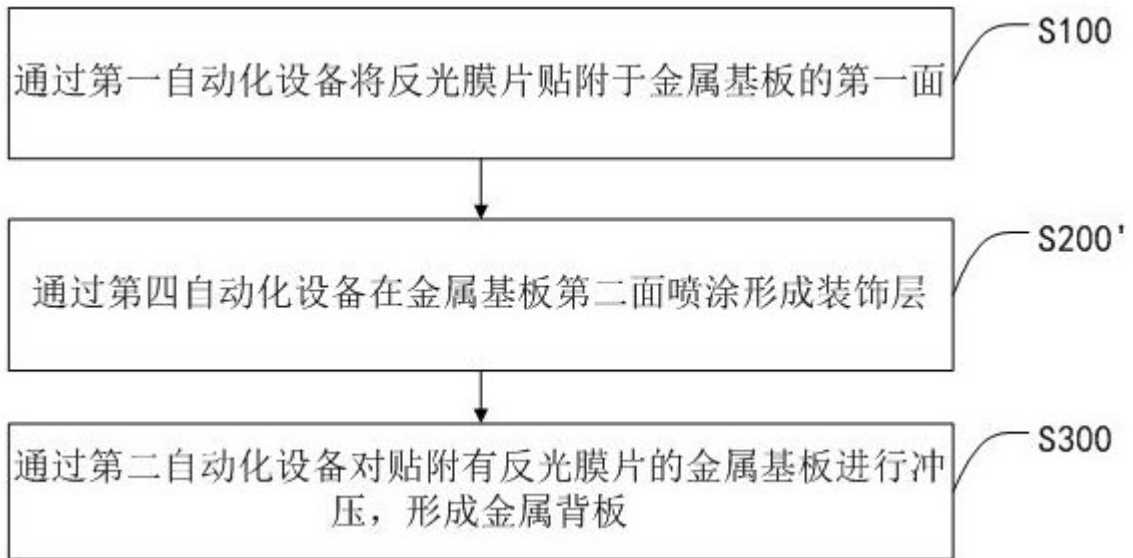 通过第一自动化设备将反光膜片贴附于金属基板的第一面
S100
通过第四自动化设备在金属基板第二面喷涂形成装饰层
S200'
通过第二自动化设备对贴附有反光膜片的金属基板进行冲
压，形成金属背板
S300